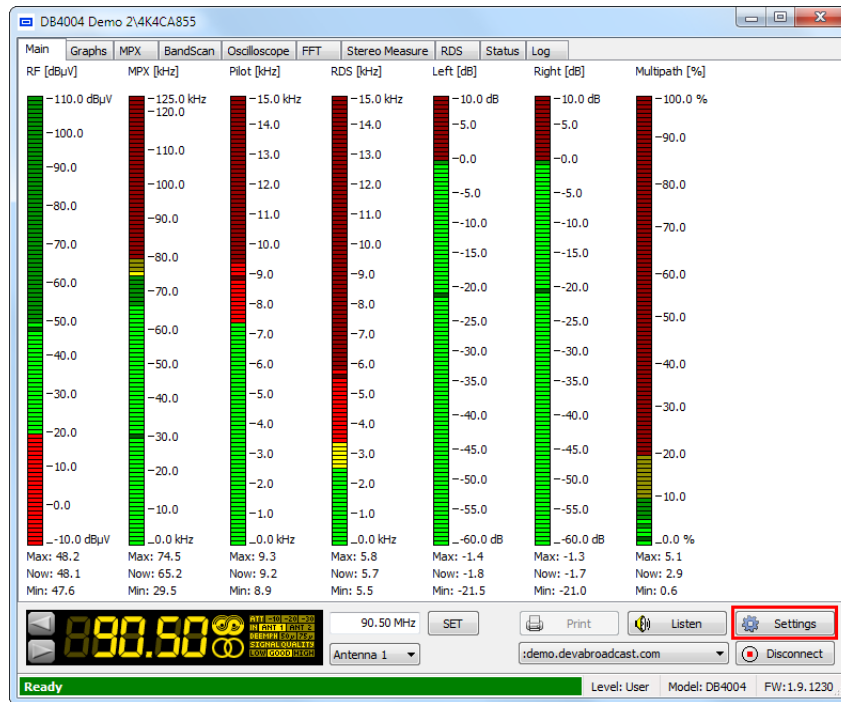 DB4004 Demo 2\4K4CA855
Main Graphs MPX BandScan Oscilloscope FFT Stereo Measure RDS Status Log
RF [dBµV] MPX [kHz] Pilot [kHz] RDS [kHz] Left [dB] Right [dB] Multipath [%]
110.0 dBµV 125.0 kHz 15.0 kHz 15.0 kHz 10.0 dB 10.0 dB 100.0 %
120.0
100.0 14.0 14.0 5.0 5.0 90.0
110.0 13.0 13.0 0.0 0.0
90.0
100.0 12.0 12.0 -5.0 -5.0 80.0
80.0 90.0 11.0 11.0 -10.0 -10.0 70.0
70.0 80.0 10.0 10.0 -15.0 -15.0
60.0 9.0 9.0 -20.0 -20.0 60.0
70.0 8.0 8.0
50.0 60.0 7.0 7.0 -25.0 -25.0 50.0
40.0 50.0 6.0 6.0 -30.0 -30.0 40.0
30.0 40.0 5.0 5.0 -35.0 -35.0 30.0
20.0 30.0 4.0 4.0 -40.0 -40.0
10.0 20.0 3.0 3.0 -45.0 -45.0 20.0
2.0 2.0 -50.0 -50.0 10.0
0.0 10.0 1.0 1.0 -55.0 -55.0
-10.0 dBµV 0.0 kHz 0.0 kHz 0.0 kHz -60.0 dB -60.0 dB 0.0 %
Max: 48.2 Max: 74.5 Max: 9.3 Max: 5.8 Max: -1.4 Max: -1.3 Max: 5.1
Now: 48.1 Now: 65.2 Now: 9.2 Now: 5.7 Now: -1.8 Now: -1.7 Now: 2.9
Min: 47.6 Min: 29.5 Min: 8.9 Min: 5.5 Min: -21.5 Min: -21.0 Min: 0.6
90.50
ATT -10 -20 -30
IN ANT 1 ANT 2
DEEMPH 50µ 75µ
SIGNAL QUALITY
LOW GOOD HIGH
90.50 MHz SET Print Listen Settings
Antenna 1 :demo.devabroadcast.com Disconnect
Ready Level: User Model: DB4004 FW:1.9.1230